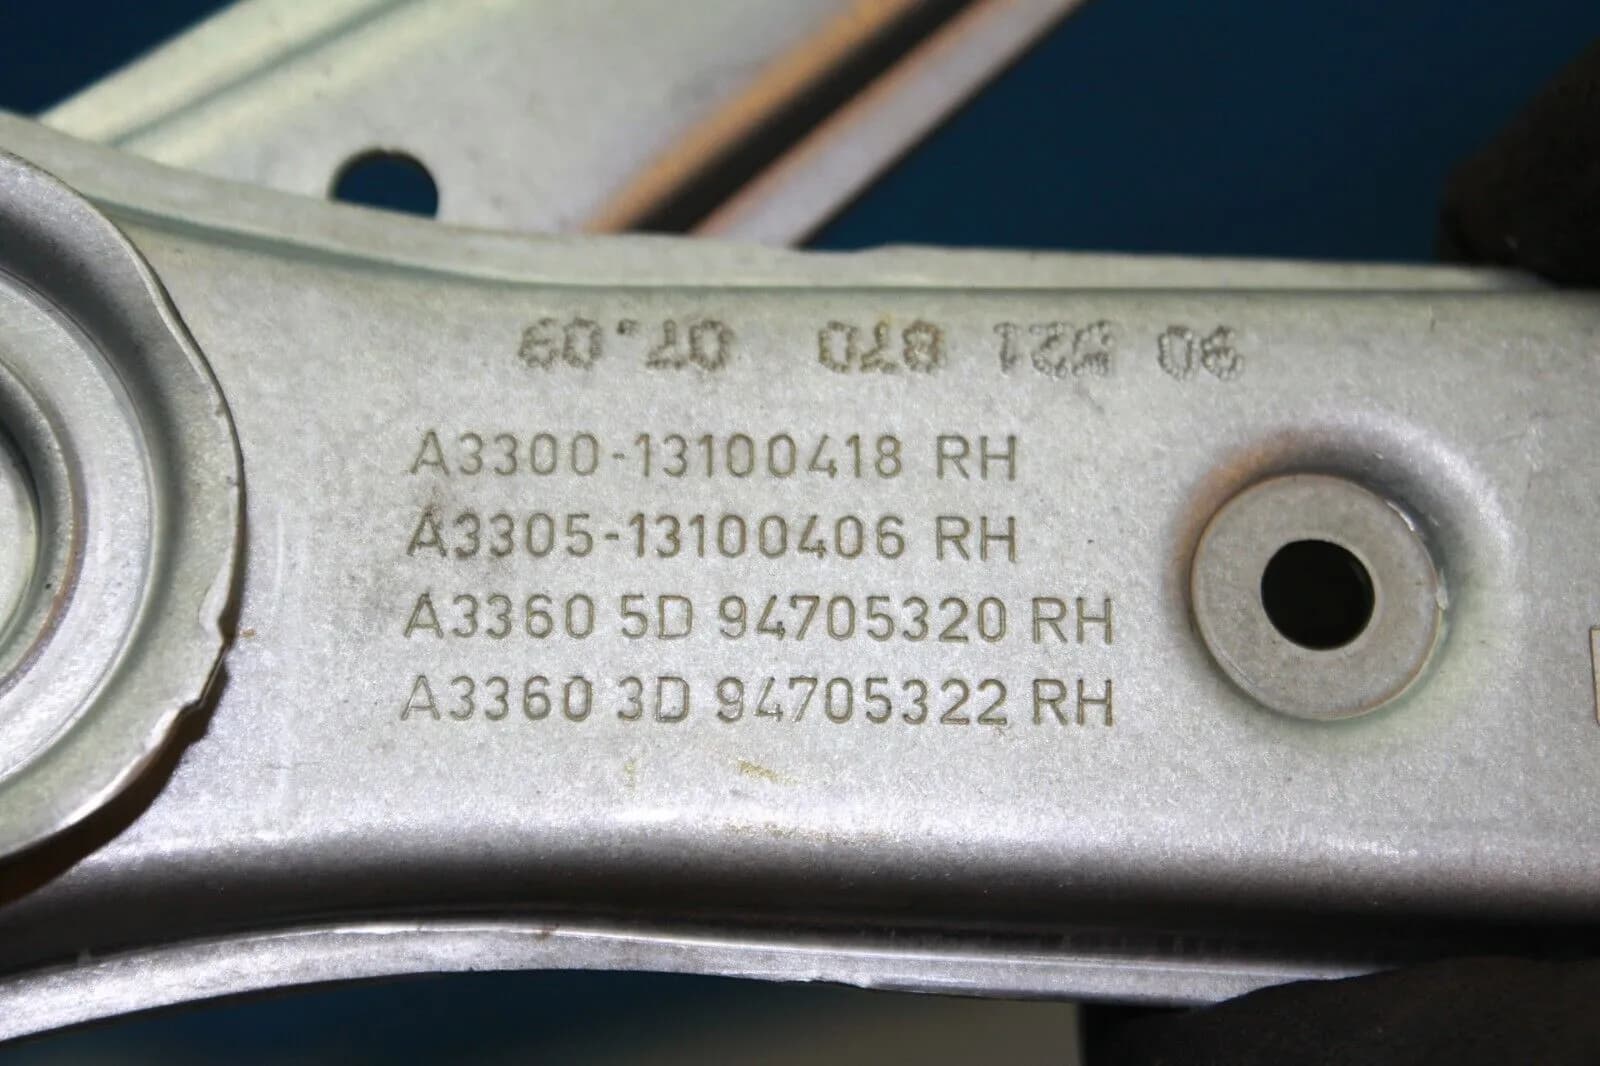 A3300-13100418 RH
A3305-13100406 RH
A3360 5D 94705320 RH
A3360 3D 94705322 RH